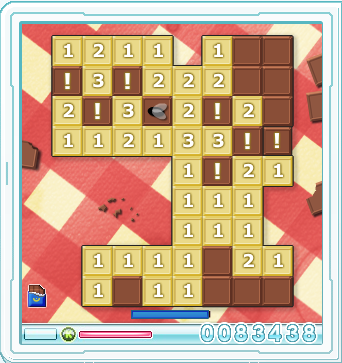 1 2 1 1 1
! 3 ! 2 2 2
2 ! 3 2 ! 2
1 1 2 1 3 3 ! !
1 ! 2 1
1 1 1
1 1 1
1 1 1 1 2 1
1 1 1
0083438